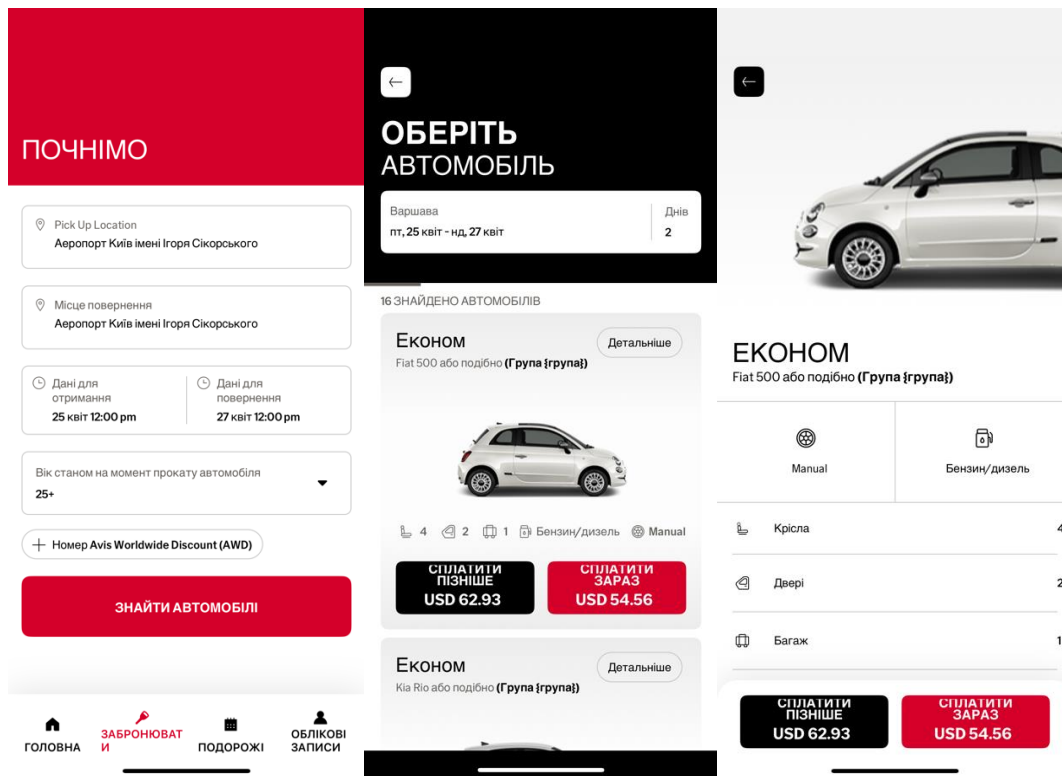 ПОЧНІМО
Pick Up Location
Аеропорт Київ імені Ігоря Сікорського
Місце повернення
Аеропорт Київ імені Ігоря Сікорського
Дані для
отримання
25 квіт 12:00 pm
Дані для
повернення
27 квіт 12:00 pm
Вік станом на момент прокату автомобіля
25+
Номер Avis Worldwide Discount (AWD)
ЗНАЙТИ АВТОМОБІЛІ
ГОЛОВНА
ЗАБРОНЮВАТ
И
ПОДОРОЖІ
ОБЛІКОВІ
ЗАПИСИ
ОБЕРІТЬ
АВТОМОБІЛЬ
Варшава
пт, 25 квіт - нд, 27 квіт
Днів
2
16 ЗНАЙДЕНО АВТОМОБІЛІВ
Економ
Детальніше
Fiat 500 або подібно (Група {група})
4 2 1 Бензин/дизель Manual
СПЛАТИТИ
ПІЗНІШЕ
USD 62.93
СПЛАТИТИ
ЗАРАЗ
USD 54.56
Економ
Детальніше
Kia Rio або подібно (Група {група})
ЕКОНОМ
Fiat 500 або подібно (Група {група})
Manual
Бензин/дизель
Крісла 4
Двері 2
Багаж 1
СПЛАТИТИ
ПІЗНІШЕ
USD 62.93
СПЛАТИТИ
ЗАРАЗ
USD 54.56